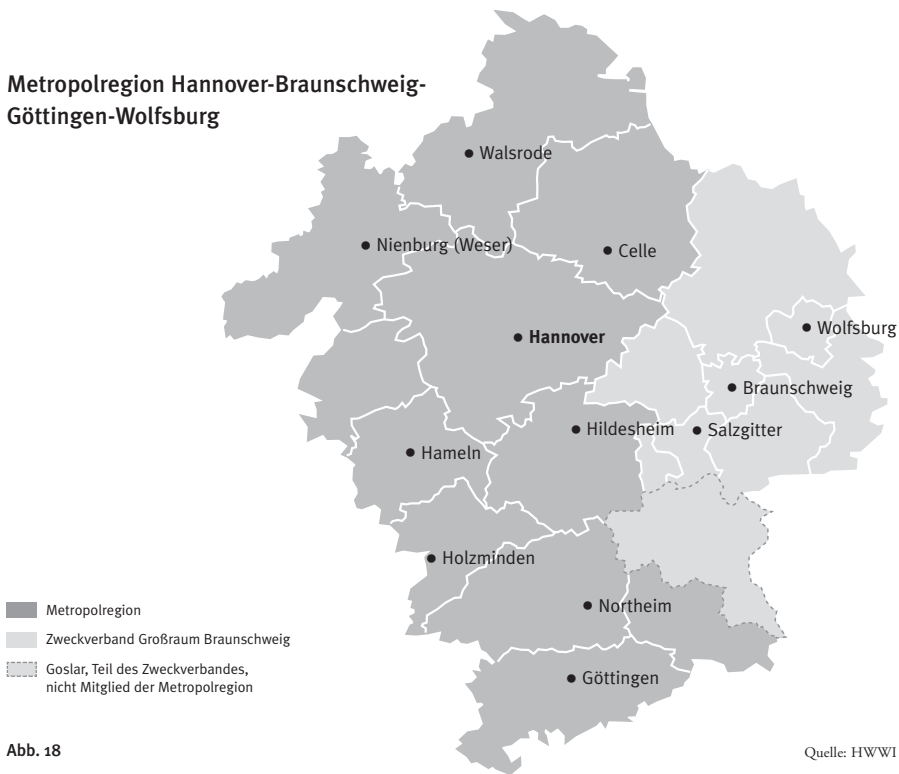 Metropolregion Hannover-Braunschweig-
Göttingen-Wolfsburg
Walsrode
Nienburg (Weser)
Celle
Wolfsburg
Hannover
Braunschweig
Hildesheim
Salzgitter
Hameln
Holzminden
Northeim
Göttingen
Metropolregion
Zweckverband Großraum Braunschweig
Goslar, Teil des Zweckverbandes,
nicht Mitglied der Metropolregion
Abb. 18
Quelle: HWWI